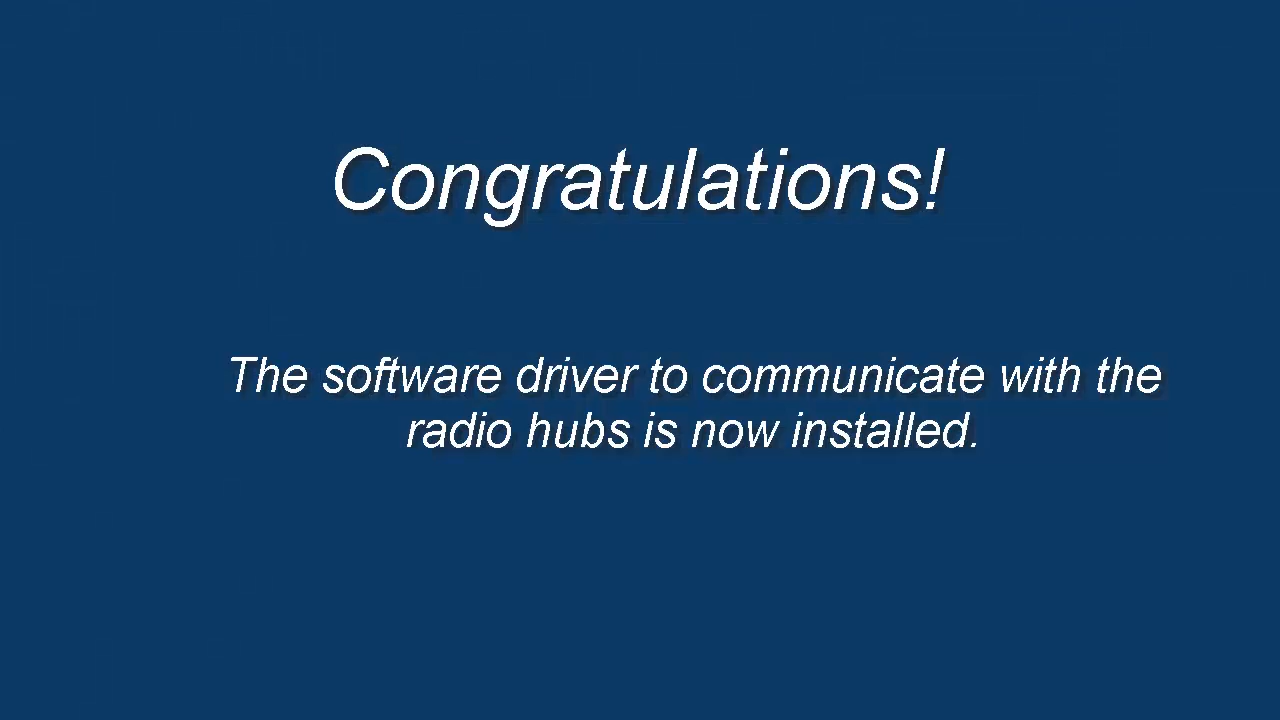 Congratulations!
The software driver to communicate with the
radio hubs is now installed.